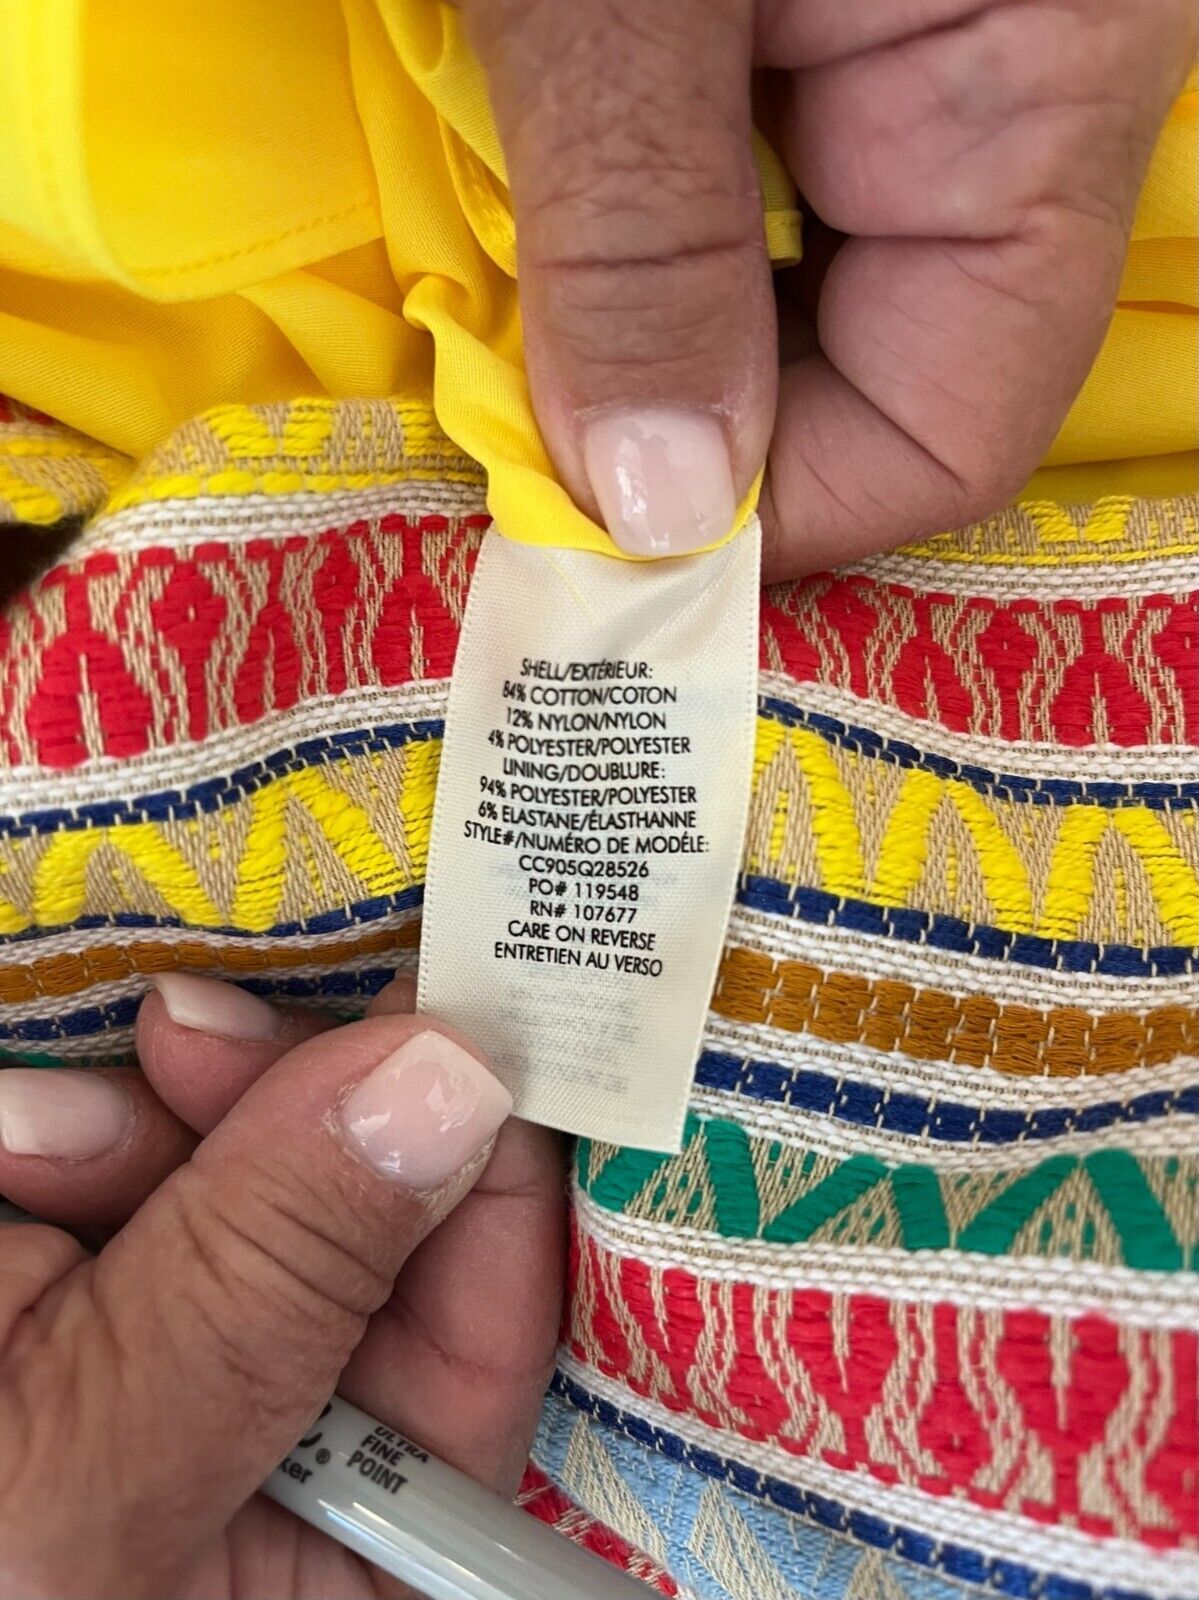 SHELL/EXTÉRIEUR:
84% COTTON/COTON
12% NYLON/NYLON
4% POLYESTER/POLYESTER
LINING/DOUBLURE:
94% POLYESTER/POLYESTER
6% ELASTANE/ÉLASTHANNE
STYLE#/NUMÉRO DE MODÉLE:
CC905Q28526
PO# 119548
RN# 107677
CARE ON REVERSE
ENTRETIEN AU VERSO
ULTRA
FINE
POINT